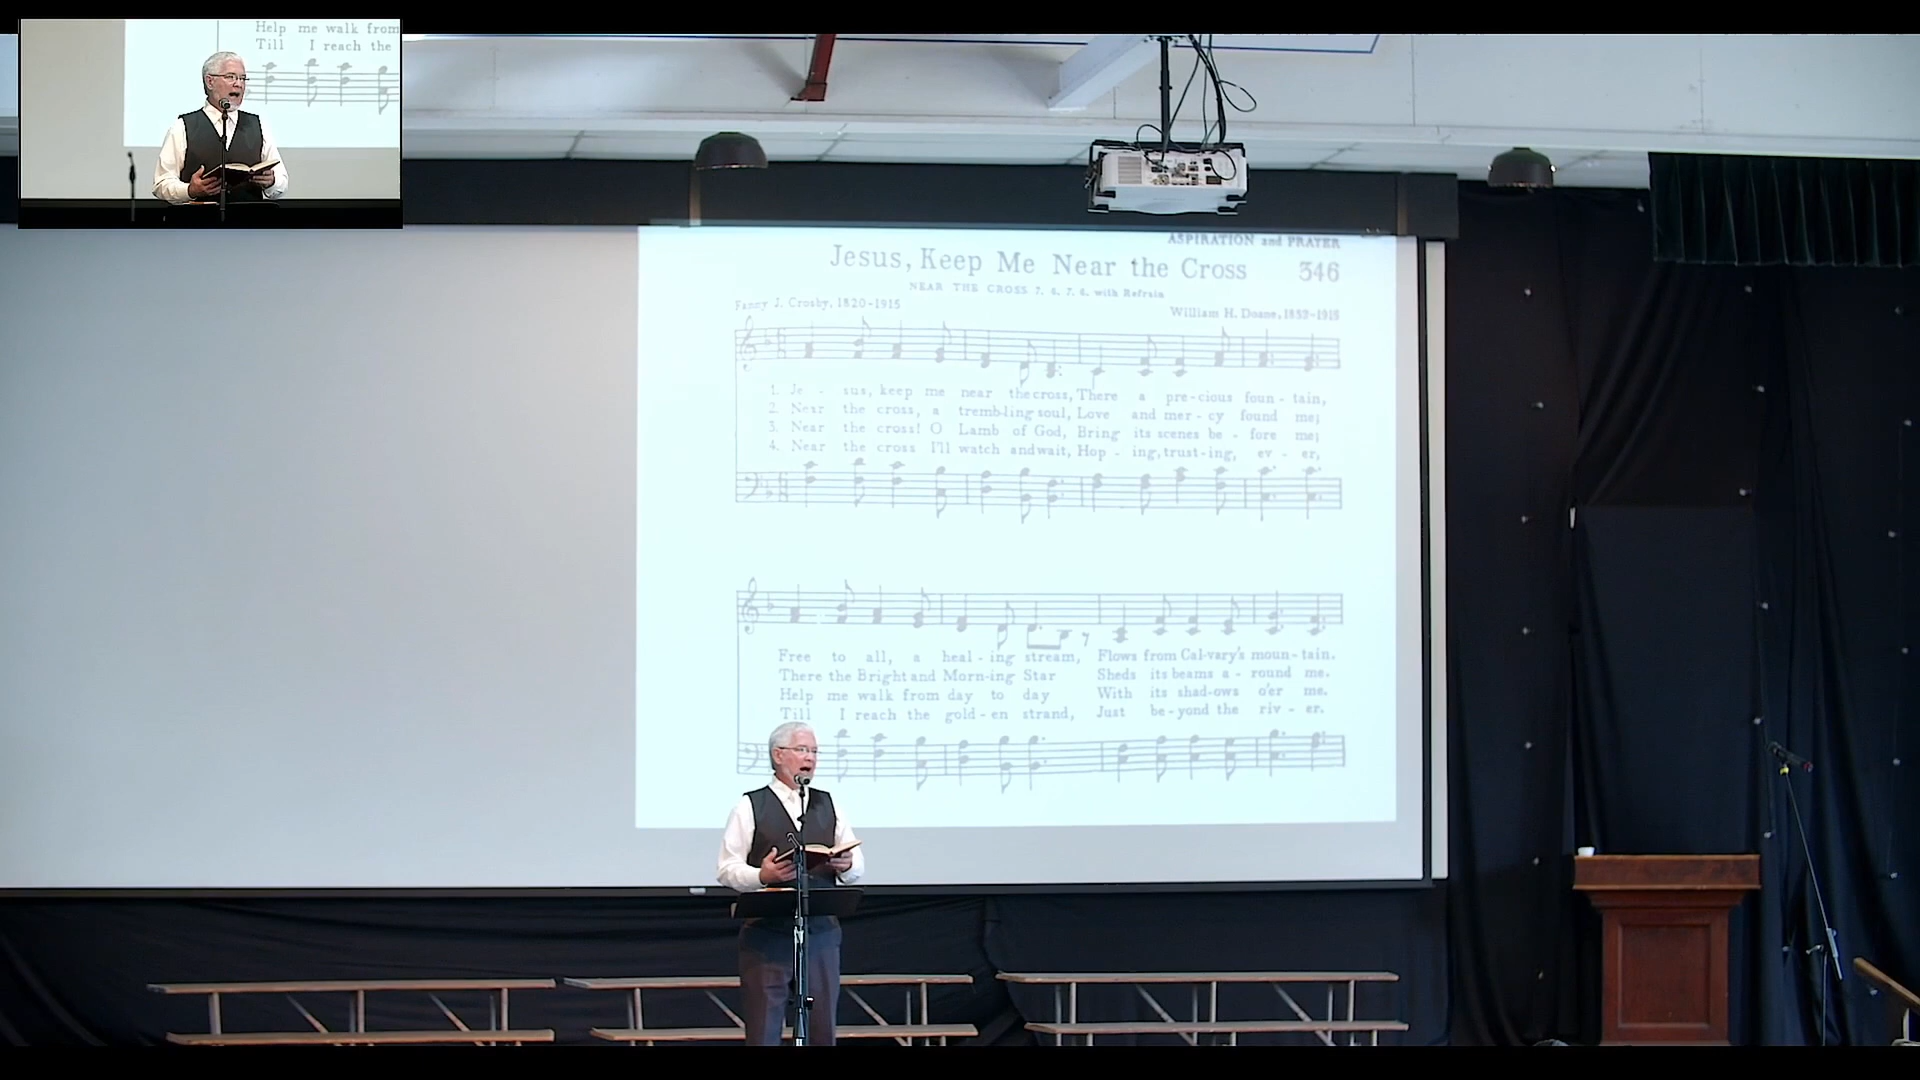 Help me walk from
Till I reach the
ASPIRATION and PRAYER
Jesus, Keep Me Near the Cross 346
NEAR THE CROSS 7. 6. 7. 6. with Refrain
Fanny J. Crosby, 1820-1915
William H. Doane,
1. Je - sus, keep me near the cross, There a pre-cious foun-tain,
2. Near the cross, a trembling soul, Love and mer-cy found me;
3. Near the cross! O Lamb of God, Bring its scenes be - fore me;
4. Near the cross I'll watch and wait, Hop - ing, trust-ing, ev - er,
Free to all, a heal-ing stream, Flows from Cal-vary's moun-tain.
There the Bright and Morn-ing Star Sheds its beams a - round me.
Help me walk from day to day With its shad-ows o'er me.
Till I reach the gold-en strand, Just be-yond the riv - er.